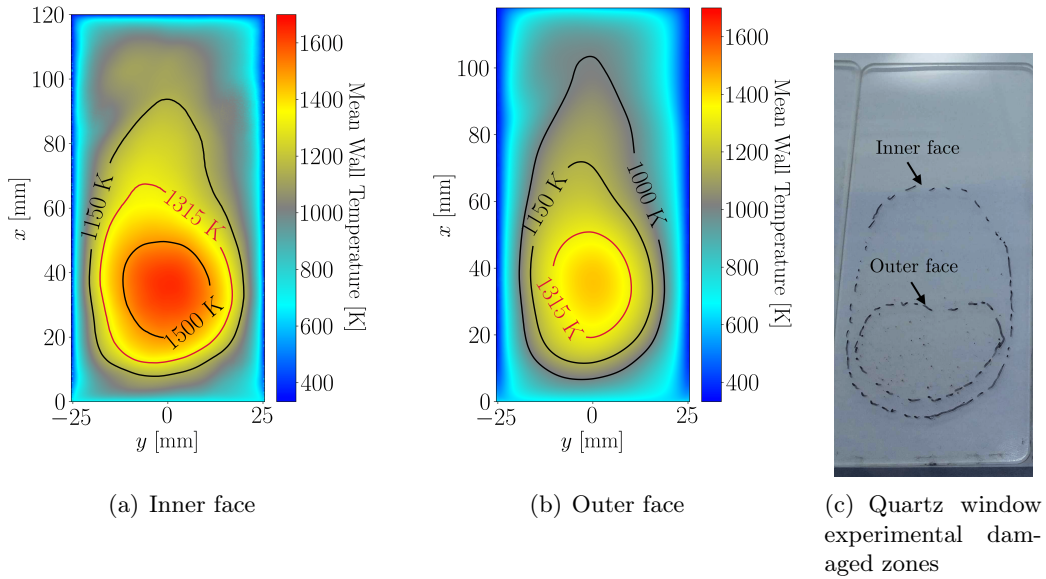 120
100
80
60
40
20
0
x [mm]
−25
0
25
y [mm]
1150 K
1315 K
1500 K
1600
1400
1200
1000
800
600
400
Mean Wall Temperature [K]
(a) Inner face
100
80
60
40
20
0
x [mm]
−25
0
25
y [mm]
1150 K
1000 K
1315 K
1600
1400
1200
1000
800
600
400
Mean Wall Temperature [K]
(b) Outer face
Inner face
Outer face
(c) Quartz window
experimental dam-
aged zones